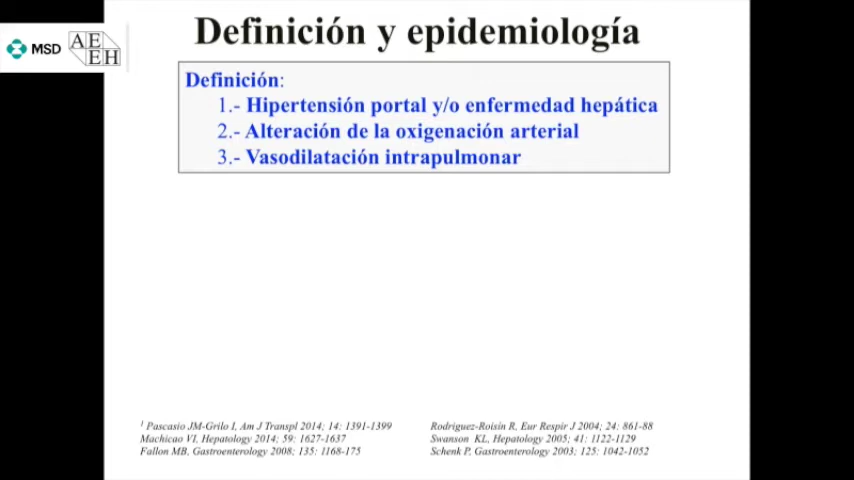 MSD
AE
EH
Definición y epidemiología
Definición:
1.- Hipertensión portal y/o enfermedad hepática
2.- Alteración de la oxigenación arterial
3.- Vasodilatación intrapulmonar
1 Pascasio JM-Grilo I, Am J Transpl 2014; 14: 1391-1399
Machicao VI, Hepatology 2014; 59: 1627-1637
Fallon MB, Gastroenterology 2008; 135: 1168-175
Rodriguez-Roisin R, Eur Respir J 2004; 24: 861-88
Swanson KL, Hepatology 2005; 41: 1122-1129
Schenk P, Gastroenterology 2003; 125: 1042-1052